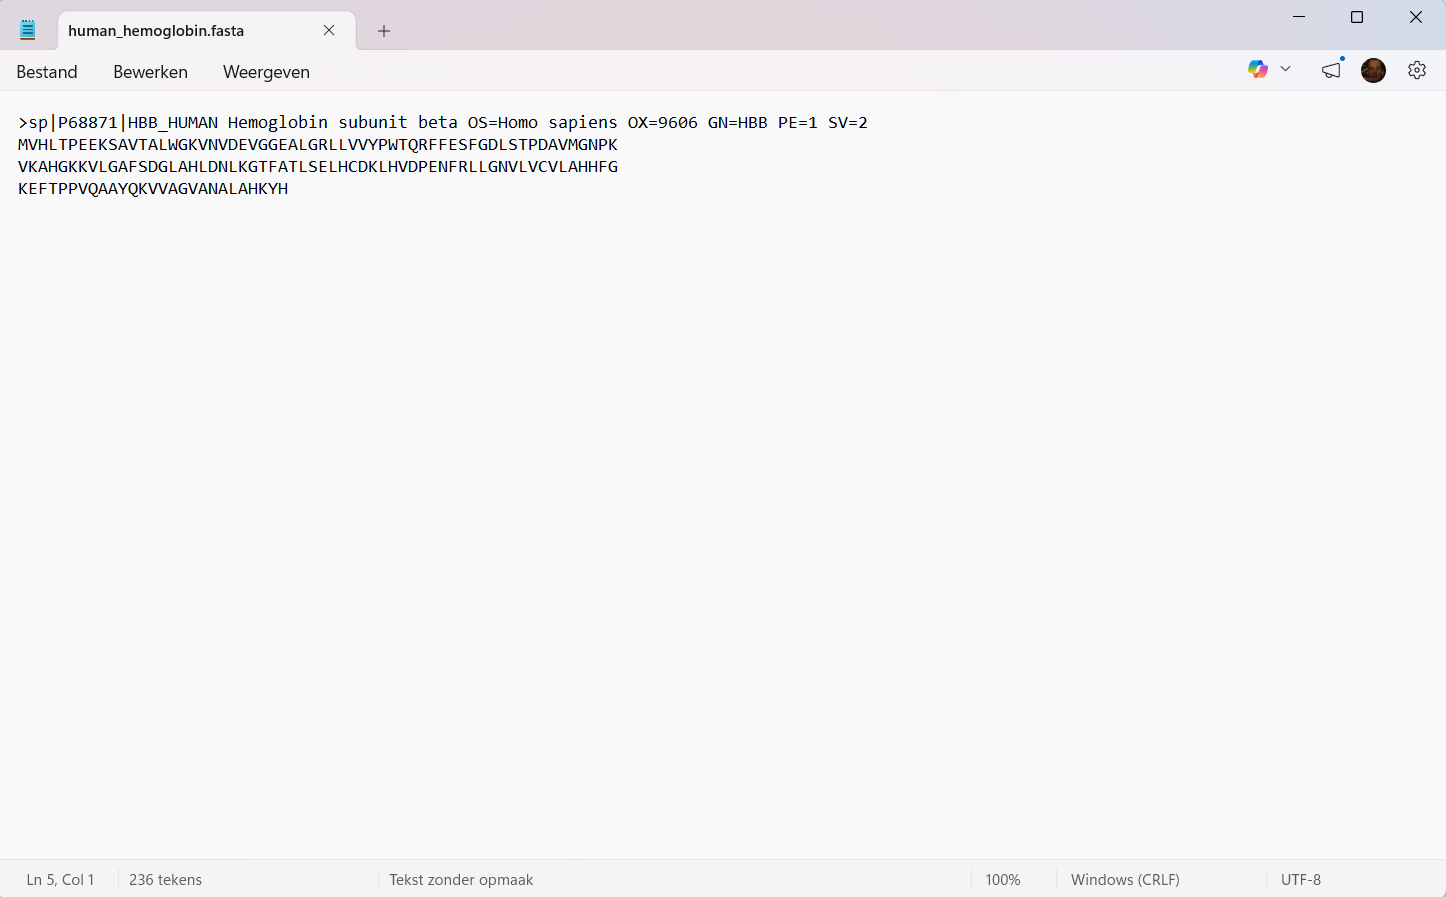 human_hemoglobin.fasta
Bestand Bewerken Weergeven
>sp|P68871|HBB_HUMAN Hemoglobin subunit beta OS=Homo sapiens OX=9606 GN=HBB PE=1 SV=2
MVHLTPEEKSAVTALWGKVNVDEVGGEALGRLLVVYPWTQRFFESFGDLSTPDAVMGNPK
VKAHGKKVLGAFSDGLAHLDNLKGTFATLSELHCDKLHVDPENFRLLGNVLVCVLAHHFG
KEFTPPVQAAYQKVVAGVANALAHKYH
Ln 5, Col 1 236 tekens Tekst zonder opmaak 100% Windows (CRLF) UTF-8